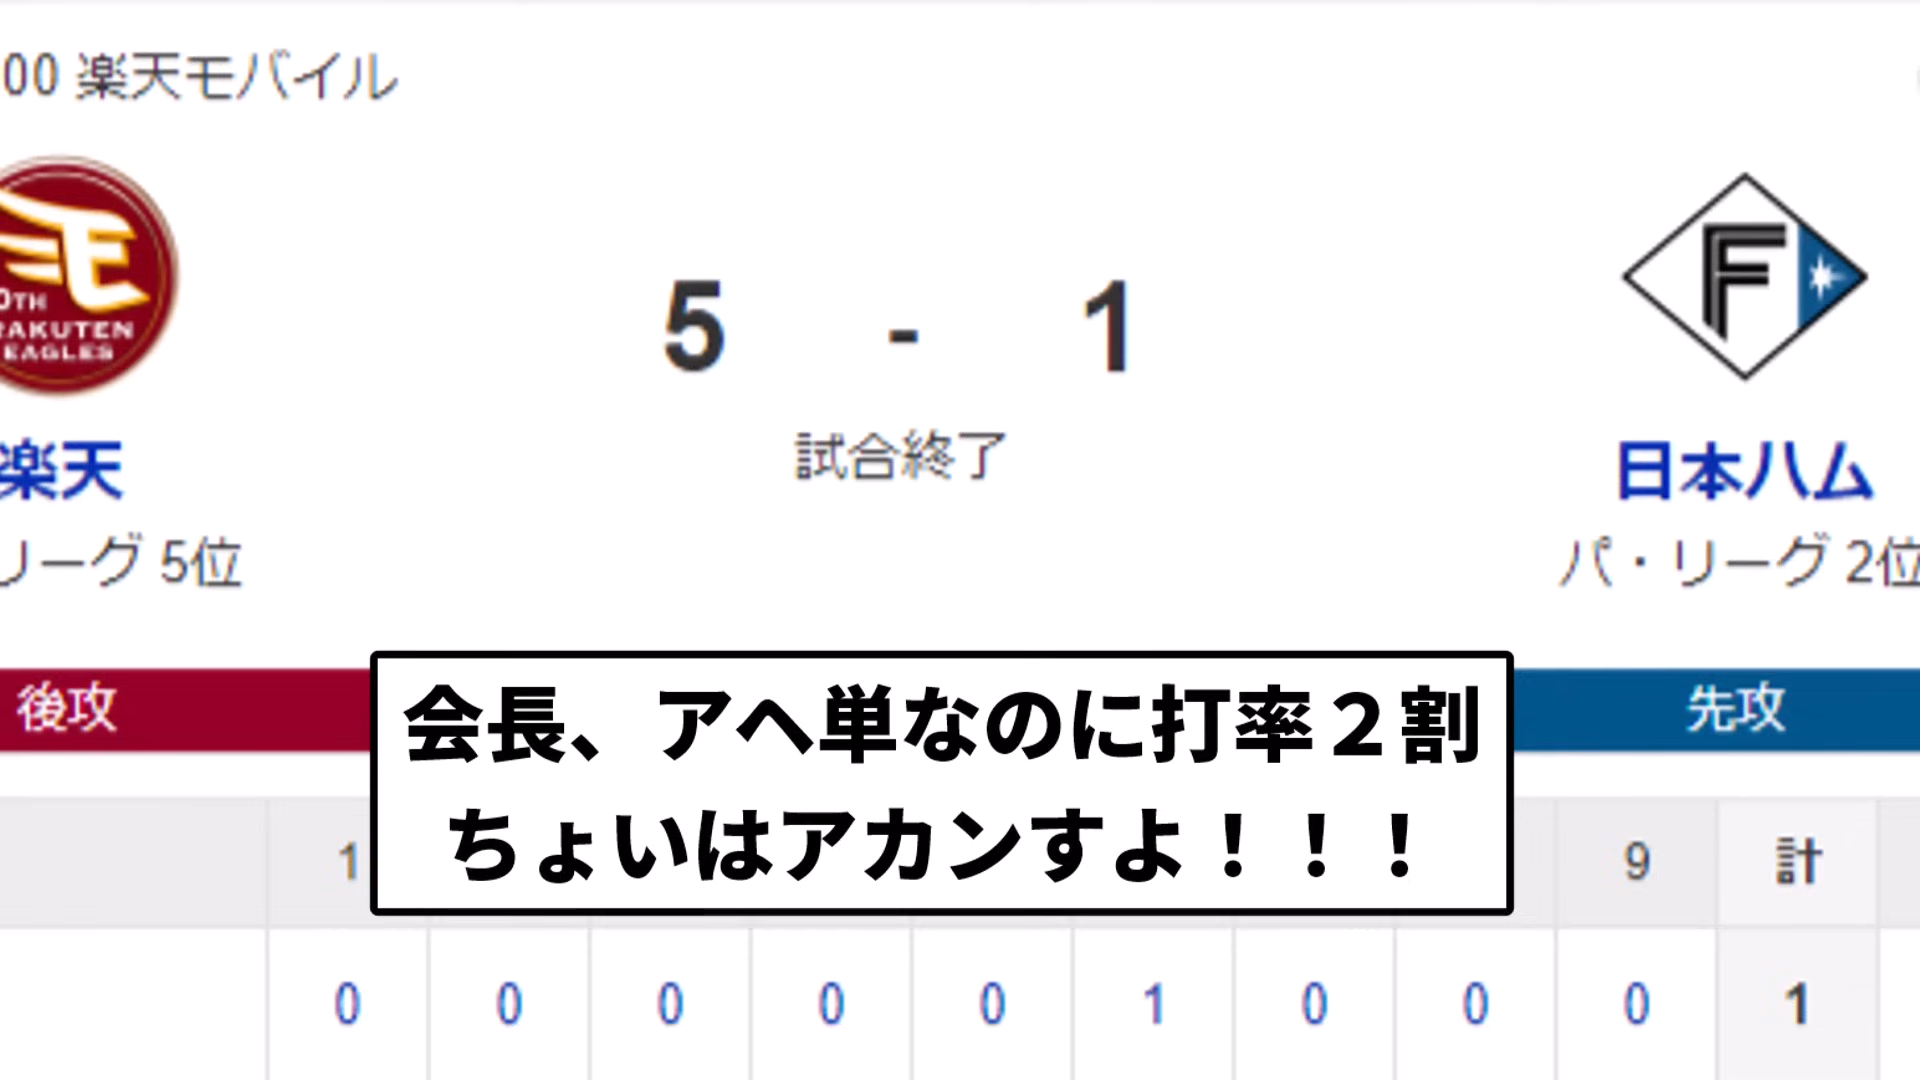 00 楽天モバイル
0TH
RAKUTEN
EAGLES
5 - 1
試合終了
楽天
日本ハム
リーグ 5位
パ・リーグ 2位
後攻
先攻
会長、アヘ単なのに打率２割
ちょいはアカンすよ！！！
1 9 計
0 0 0 0 0 1 0 0 0 1